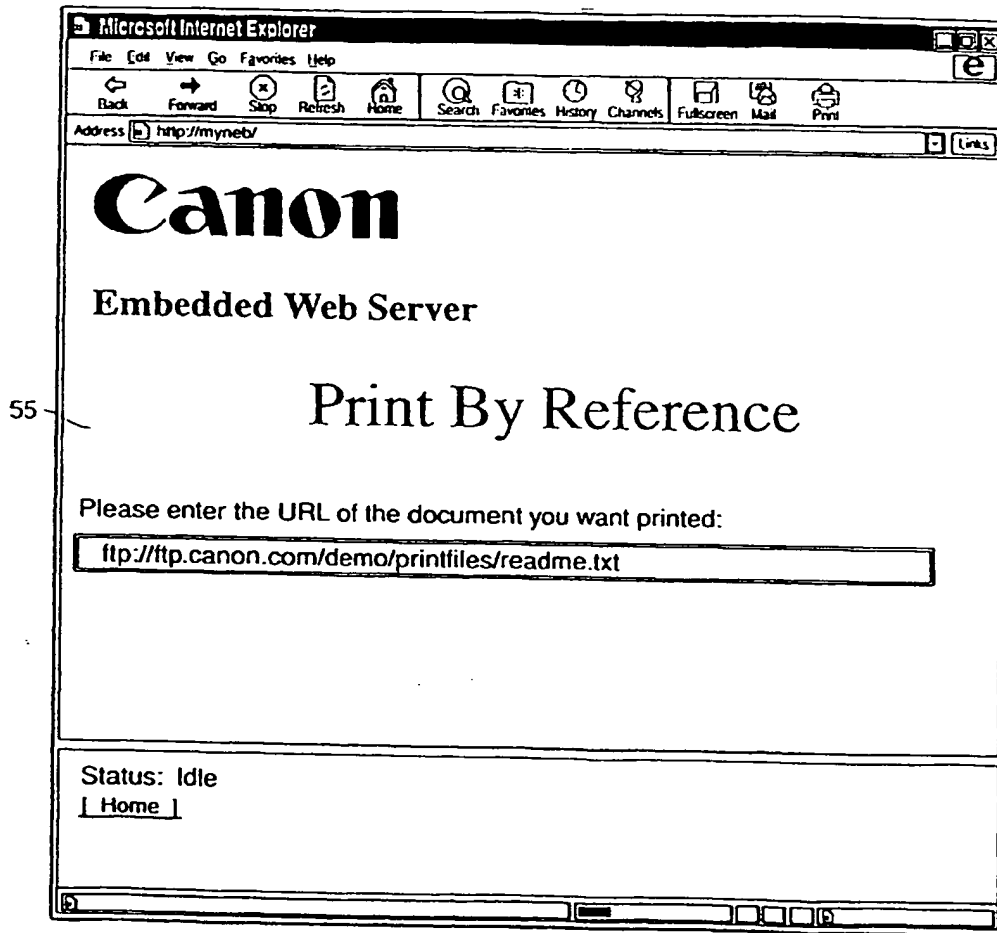 Microsoft Internet Explorer
File Edit View Go Favorites Help
Back Forward Stop Refresh Home Search Favorites History Channels Fullscreen Mail Print
Address http://myneb/ Links
Canon
Embedded Web Server
55
Print By Reference
Please enter the URL of the document you want printed:
ftp://ftp.canon.com/demo/printfiles/readme.txt
Status: Idle
[ Home ]